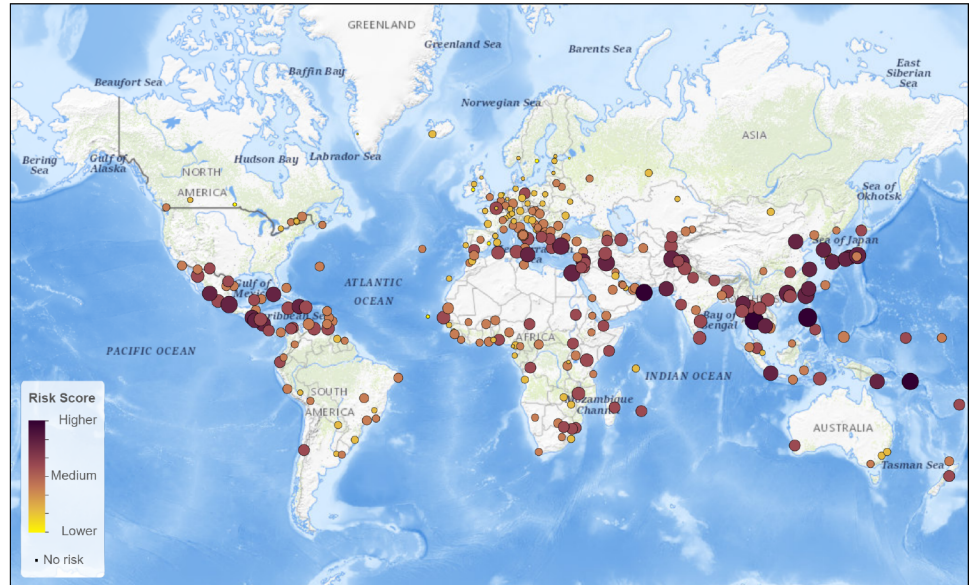 GREENLAND
Greenland Sea
Barents Sea
East
Siberian
Sea
Beaufort Sea
Baffin Bay
Norwegian Sea
ASIA
Bering
Sea
Gulf of
Alaska
Hudson Bay
Labrador Sea
NORTH
AMERICA
Sea of
Okhotsk
Sea of Japan
Gulf of
ATLANTIC
OCEAN
Bay of
Bengal
AFRICA
PACIFIC OCEAN
INDIAN OCEAN
SOUTH
AMERICA
Mozambique
AUSTRALIA
Tasman Sea
Risk Score
Higher
Medium
Lower
No risk